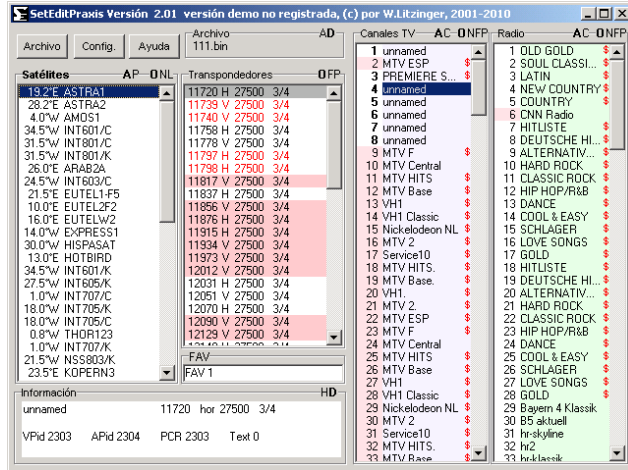 SetEditPraxis Versión 2.01 versión demo no registrada, (c) por W.Litzinger, 2001-2010
Archivo Config. Ayuda
Archivo AD
111.bin
Satélites AP ONL
19.2°E ASTRA1
28.2°E ASTRA2
4.0°W AMOS1
34.5°W INT601/C
31.5°W INT801/C
31.5°W INT801/K
26.0°E ARAB2A
24.5°W INT603/C
21.5°E EUTEL1-F5
10.0°E EUTEL2F2
16.0°E EUTELW2
14.0°W EXPRESS1
30.0°W HISPASAT
13.0°E HOTBIRD
34.5°W INT601/K
27.5°W INT605/K
1.0°W INT707/C
18.0°W INT705/K
18.0°W INT705/C
0.8°W THOR123
1.0°W INT707/K
21.5°W NSS803/K
23.5°E KOPERN3
Transpondedores OFP
11720 H 27500 3/4
11739 V 27500 3/4
11740 V 27500 3/4
11758 H 27500 3/4
11778 V 27500 3/4
11797 H 27500 3/4
11798 H 27500 3/4
11817 V 27500 3/4
11837 H 27500 3/4
11856 V 27500 3/4
11876 H 27500 3/4
11915 H 27500 3/4
11934 V 27500 3/4
11973 V 27500 3/4
12012 V 27500 3/4
12031 H 27500 3/4
12051 V 27500 3/4
12070 H 27500 3/4
12090 V 27500 3/4
12129 V 27500 3/4
FAV
FAV 1
Información HD
unnamed 11720 hor 27500 3/4
VPid 2303 APid 2304 PCR 2303 Text 0
Canales TV AC ONFP
1 unnamed
2 MTV ESP $
3 PREMIERE S... $
4 unnamed
5 unnamed
6 unnamed
7 unnamed
8 unnamed
9 MTV F $
10 MTV Central
11 MTV HITS $
12 MTV Base $
13 VH1 $
14 VH1 Classic $
15 Nickelodeon NL $
16 MTV 2 $
17 Service10 $
18 MTV HITS. $
19 MTV Base. $
20 VH1. $
21 MTV 2. $
22 MTV ESP $
23 MTV F $
24 MTV Central
25 MTV HITS $
26 MTV Base $
27 VH1 $
28 VH1 Classic $
29 Nickelodeon NL $
30 MTV 2 $
31 Service10 $
32 MTV HITS. $
33 MTV Base $
Radio AC ONFP
1 OLD GOLD $
2 SOUL CLASSI... $
3 LATIN $
4 NEW COUNTRY $
5 COUNTRY $
6 CNN Radio
7 HITLISTE $
8 DEUTSCHE HI... $
9 ALTERNATIV... $
10 HARD ROCK $
11 CLASSIC ROCK $
12 HIP HOP/R&B $
13 DANCE $
14 COOL & EASY $
15 SCHLAGER $
16 LOVE SONGS $
17 GOLD $
18 HITLISTE $
19 DEUTSCHE HI... $
20 ALTERNATIV... $
21 HARD ROCK $
22 CLASSIC ROCK $
23 HIP HOP/R&B $
24 DANCE $
25 COOL & EASY $
26 SCHLAGER $
27 LOVE SONGS $
28 GOLD $
29 Bayern 4 Klassik
30 B5 aktuell
31 hr-skyline
32 hr2
33 hr-klassik